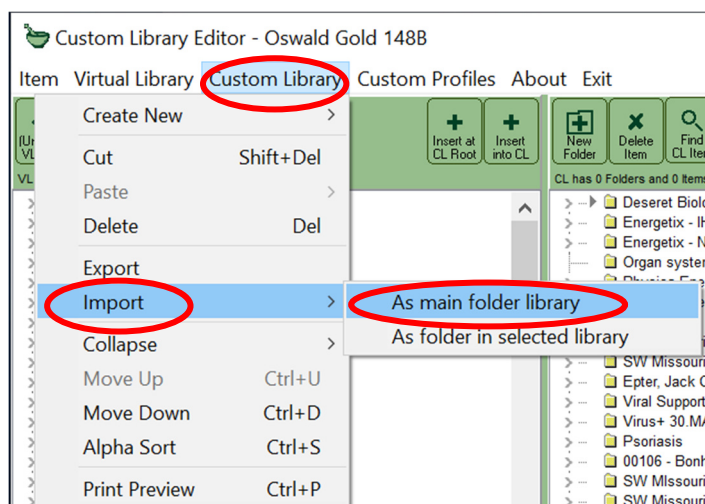 Custom Library Editor - Oswald Gold 148B
Item Virtual Library Custom Library Custom Profiles About Exit
Create New
Cut Shift+Del
Paste
Delete Del
Export
Import
Collapse
Move Up Ctrl+U
Move Down Ctrl+D
Alpha Sort Ctrl+S
Print Preview Ctrl+P
As main folder library
As folder in selected library
VL
Insert at
CL Root
Insert
into CL
New
Folder
Delete
Item
Find
CL Item
CL has 0 Folders and 0 Items
Deseret Biolo
Energetix - IH
Energetix - N
Organ system
SW Missouri
Epter, Jack C
Viral Support
Virus+ 30.MA
Psoriasis
00106 - Bonh
SW MIssouri
SW Missouri